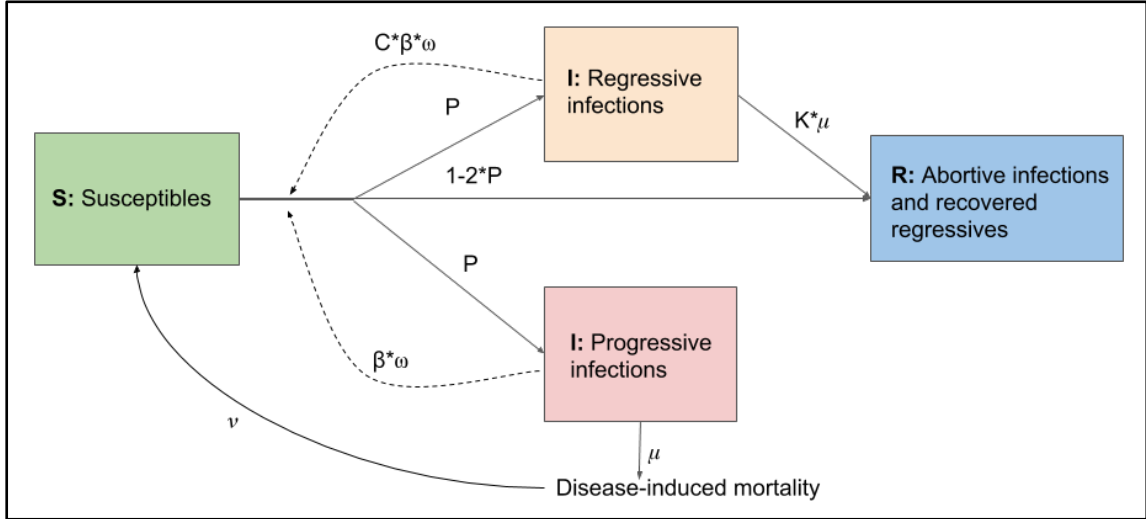 C*β*ω
I: Regressive
infections
P
K*μ
1-2*P
S: Susceptibles
R: Abortive infections
and recovered
regressives
P
I: Progressive
infections
β*ω
ν
μ
Disease-induced mortality